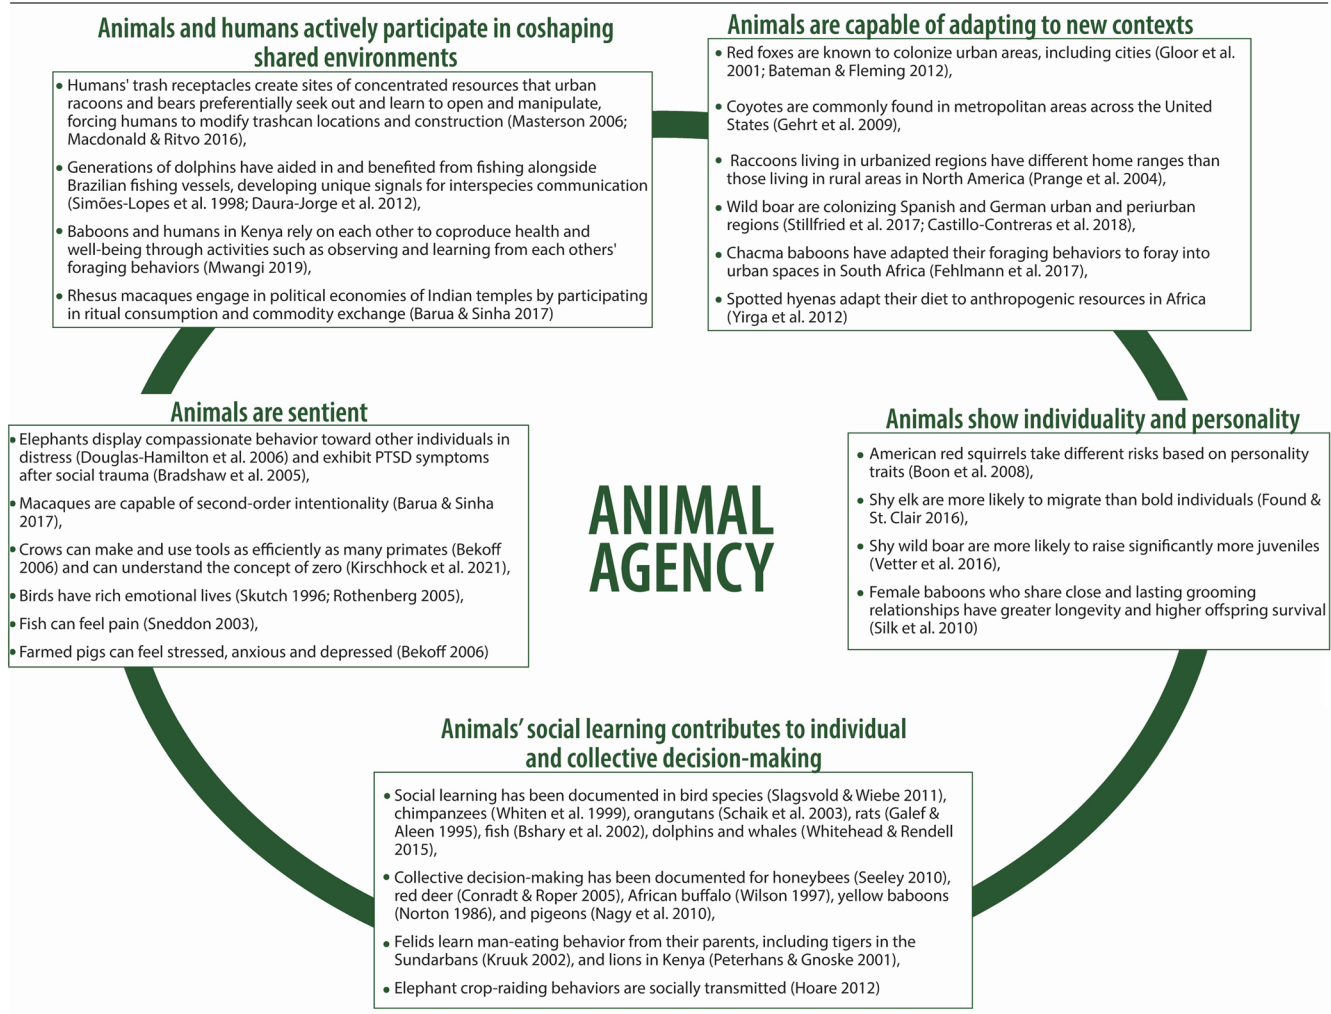 Animals and humans actively participate in coshaping
shared environments
• Humans' trash receptacles create sites of concentrated resources that urban
racoons and bears preferentially seek out and learn to open and manipulate,
forcing humans to modify trashcan locations and construction (Masterson 2006;
Macdonald & Ritvo 2016),
• Generations of dolphins have aided in and benefited from fishing alongside
Brazilian fishing vessels, developing unique signals for interspecies communication
(Simões-Lopes et al. 1998; Daura-Jorge et al. 2012),
• Baboons and humans in Kenya rely on each other to coproduce health and
well-being through activities such as observing and learning from each others'
foraging behaviors (Mwangi 2019),
• Rhesus macaques engage in political economies of Indian temples by participating
in ritual consumption and commodity exchange (Barua & Sinha 2017)
Animals are capable of adapting to new contexts
• Red foxes are known to colonize urban areas, including cities (Gloor et al.
2001; Bateman & Fleming 2012),
• Coyotes are commonly found in metropolitan areas across the United
States (Gehrt et al. 2009),
• Raccoons living in urbanized regions have different home ranges than
those living in rural areas in North America (Prange et al. 2004),
• Wild boar are colonizing Spanish and German urban and periurban
regions (Stillfried et al. 2017; Castillo-Contreras et al. 2018),
• Chacma baboons have adapted their foraging behaviors to foray into
urban spaces in South Africa (Fehlmann et al. 2017),
• Spotted hyenas adapt their diet to anthropogenic resources in Africa
(Yirga et al. 2012)
Animals are sentient
• Elephants display compassionate behavior toward other individuals in
distress (Douglas-Hamilton et al. 2006) and exhibit PTSD symptoms
after social trauma (Bradshaw et al. 2005),
• Macaques are capable of second-order intentionality (Barua & Sinha
2017),
• Crows can make and use tools as efficiently as many primates (Bekoff
2006) and can understand the concept of zero (Kirschhock et al. 2021),
• Birds have rich emotional lives (Skutch 1996; Rothenberg 2005),
• Fish can feel pain (Sneddon 2003),
• Farmed pigs can feel stressed, anxious and depressed (Bekoff 2006)
ANIMAL
AGENCY
Animals show individuality and personality
• American red squirrels take different risks based on personality
traits (Boon et al. 2008),
• Shy elk are more likely to migrate than bold individuals (Found &
St. Clair 2016),
• Shy wild boar are more likely to raise significantly more juveniles
(Vetter et al. 2016),
• Female baboons who share close and lasting grooming
relationships have greater longevity and higher offspring survival
(Silk et al. 2010)
Animals' social learning contributes to individual
and collective decision-making
• Social learning has been documented in bird species (Slagsvold & Wiebe 2011),
chimpanzees (Whiten et al. 1999), orangutans (Schaik et al. 2003), rats (Galef &
Aleen 1995), fish (Bshary et al. 2002), dolphins and whales (Whitehead & Rendell
2015),
• Collective decision-making has been documented for honeybees (Seeley 2010),
red deer (Conradt & Roper 2005), African buffalo (Wilson 1997), yellow baboons
(Norton 1986), and pigeons (Nagy et al. 2010),
• Felids learn man-eating behavior from their parents, including tigers in the
Sundarbans (Kruuk 2002), and lions in Kenya (Peterhans & Gnoske 2001),
• Elephant crop-raiding behaviors are socially transmitted (Hoare 2012)